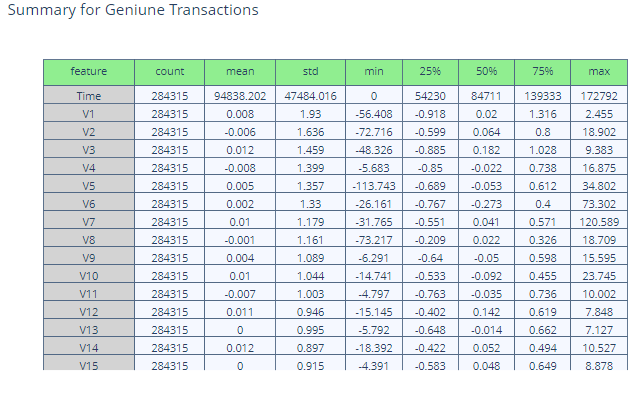 Summary for Geniune Transactions
feature count mean std min 25% 50% 75% max
Time 284315 94838.202 47484.016 0 54230 84711 139333 172792
V1 284315 0.008 1.93 -56.408 -0.918 0.02 1.316 2.455
V2 284315 -0.006 1.636 -72.716 -0.599 0.064 0.8 18.902
V3 284315 0.012 1.459 -48.326 -0.885 0.182 1.028 9.383
V4 284315 -0.008 1.399 -5.683 -0.85 -0.022 0.738 16.875
V5 284315 0.005 1.357 -113.743 -0.689 -0.053 0.612 34.802
V6 284315 0.002 1.33 -26.161 -0.767 -0.273 0.4 73.302
V7 284315 0.01 1.179 -31.765 -0.551 0.041 0.571 120.589
V8 284315 -0.001 1.161 -73.217 -0.209 0.022 0.326 18.709
V9 284315 0.004 1.089 -6.291 -0.64 -0.05 0.598 15.595
V10 284315 0.01 1.044 -14.741 -0.533 -0.092 0.455 23.745
V11 284315 -0.007 1.003 -4.797 -0.763 -0.035 0.736 10.002
V12 284315 0.011 0.946 -15.145 -0.402 0.142 0.619 7.848
V13 284315 0 0.995 -5.792 -0.648 -0.014 0.662 7.127
V14 284315 0.012 0.897 -18.392 -0.422 0.052 0.494 10.527
V15 284315 0 0.915 -4.391 -0.583 0.048 0.649 8.878